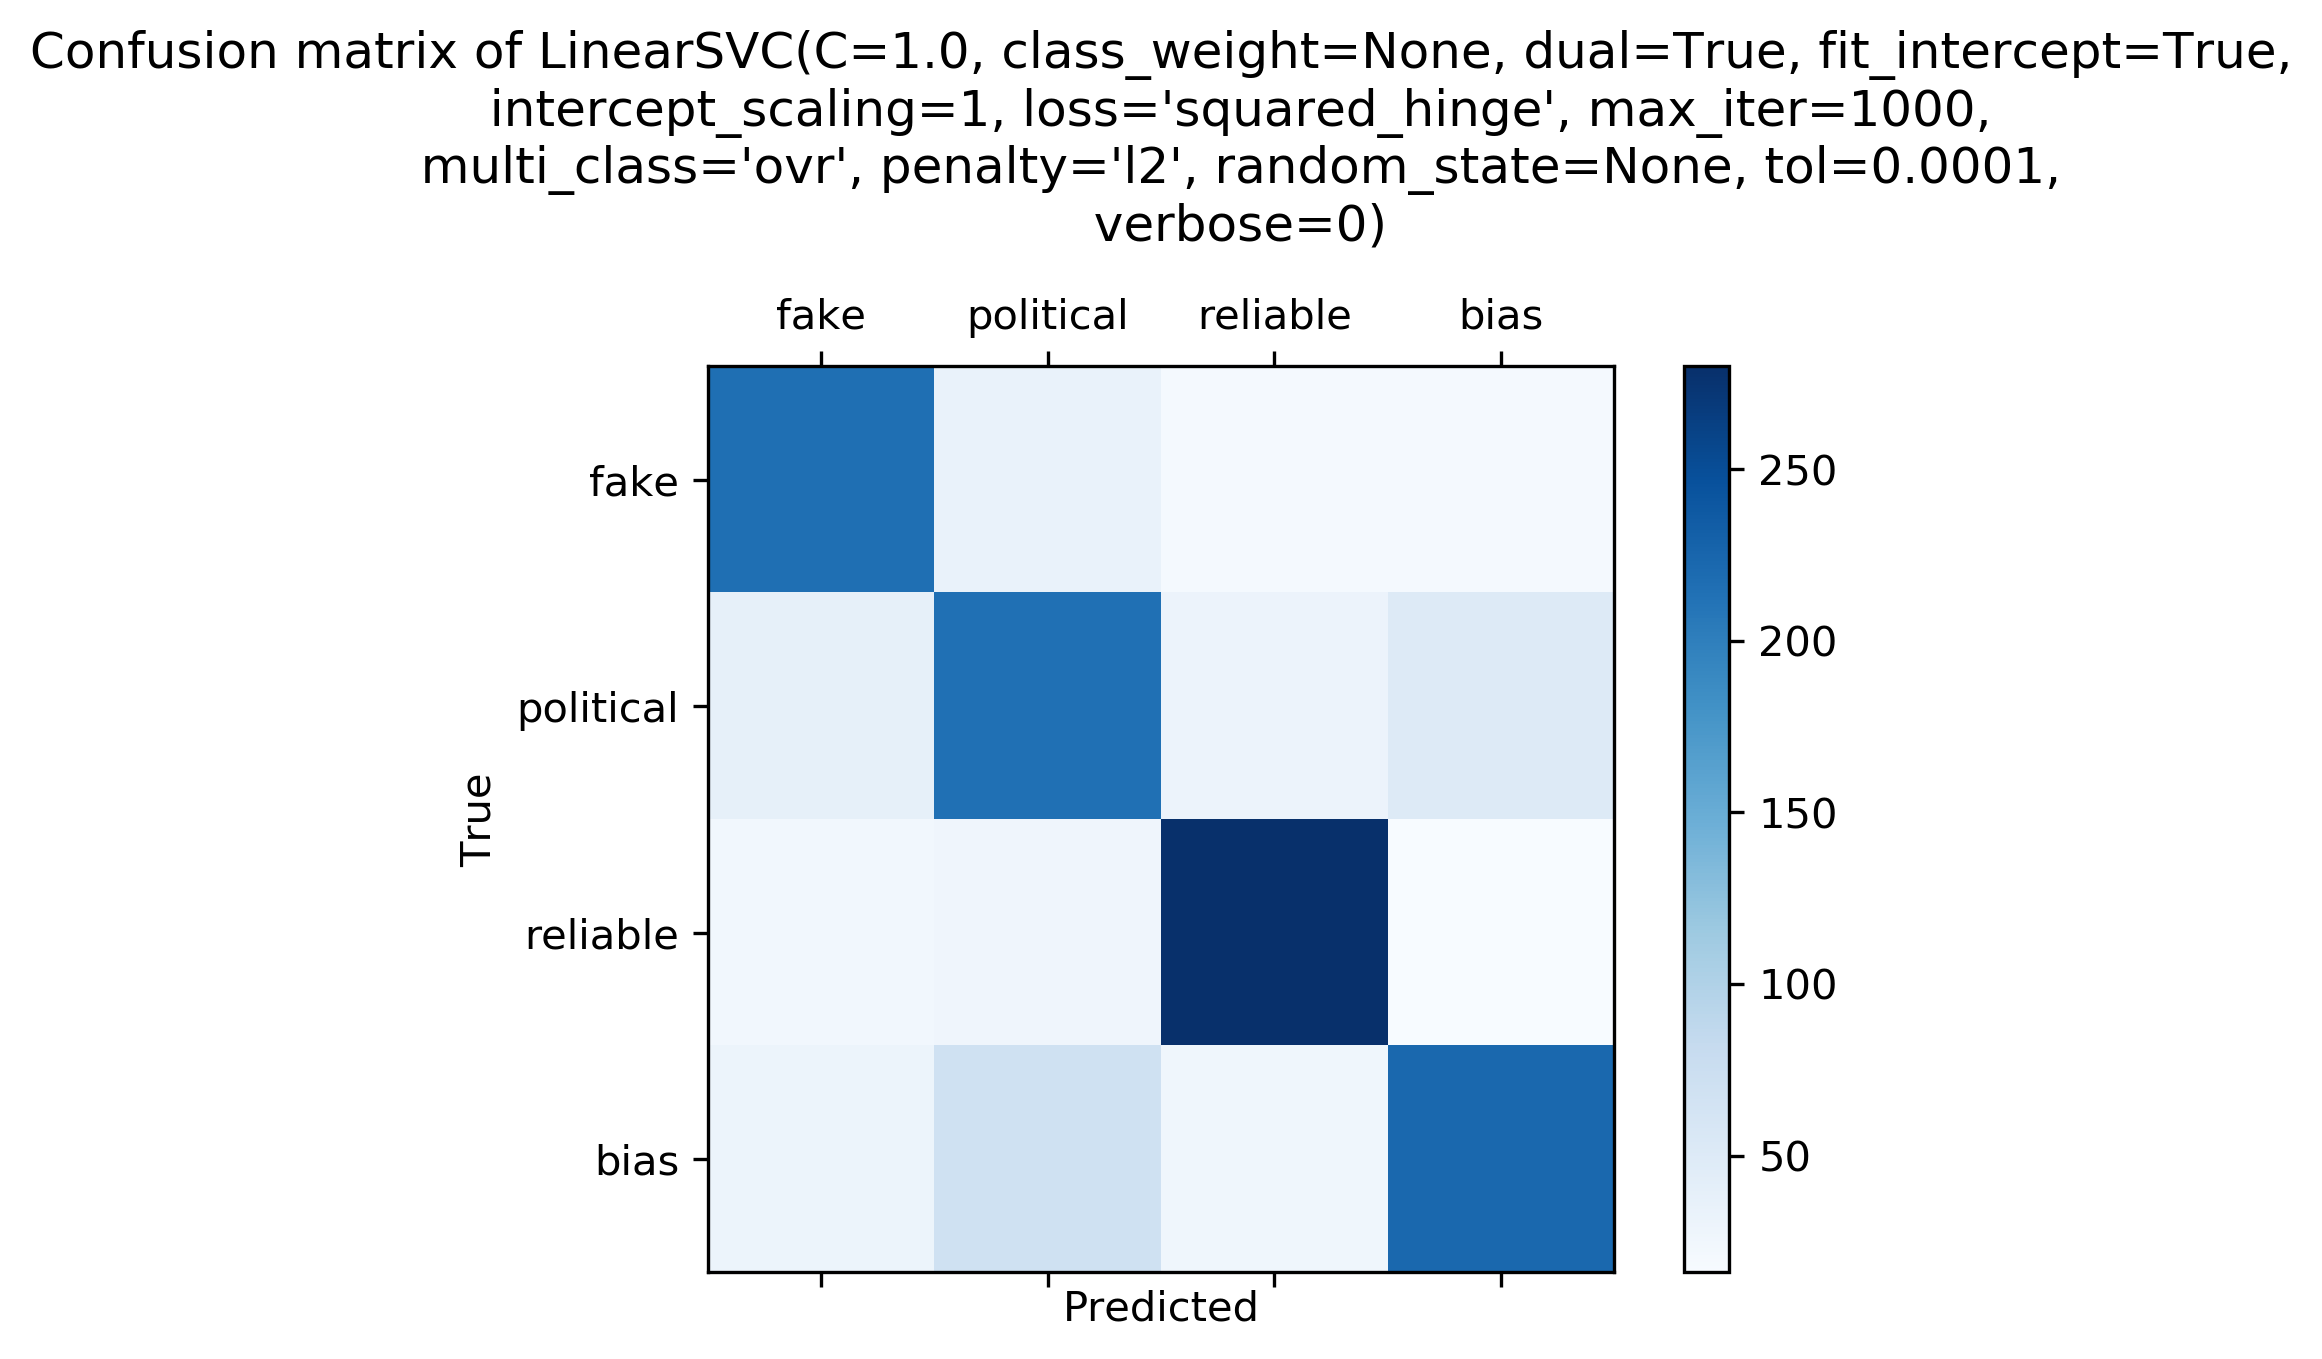 Confusion matrix of LinearSVC(C=1.0, class_weight=None, dual=True, fit_intercept=True,
intercept_scaling=1, loss='squared_hinge', max_iter=1000,
multi_class='ovr', penalty='l2', random_state=None, tol=0.0001,
verbose=0)
fake political reliable bias
fake
political
reliable
bias
True
Predicted
250
200
150
100
50